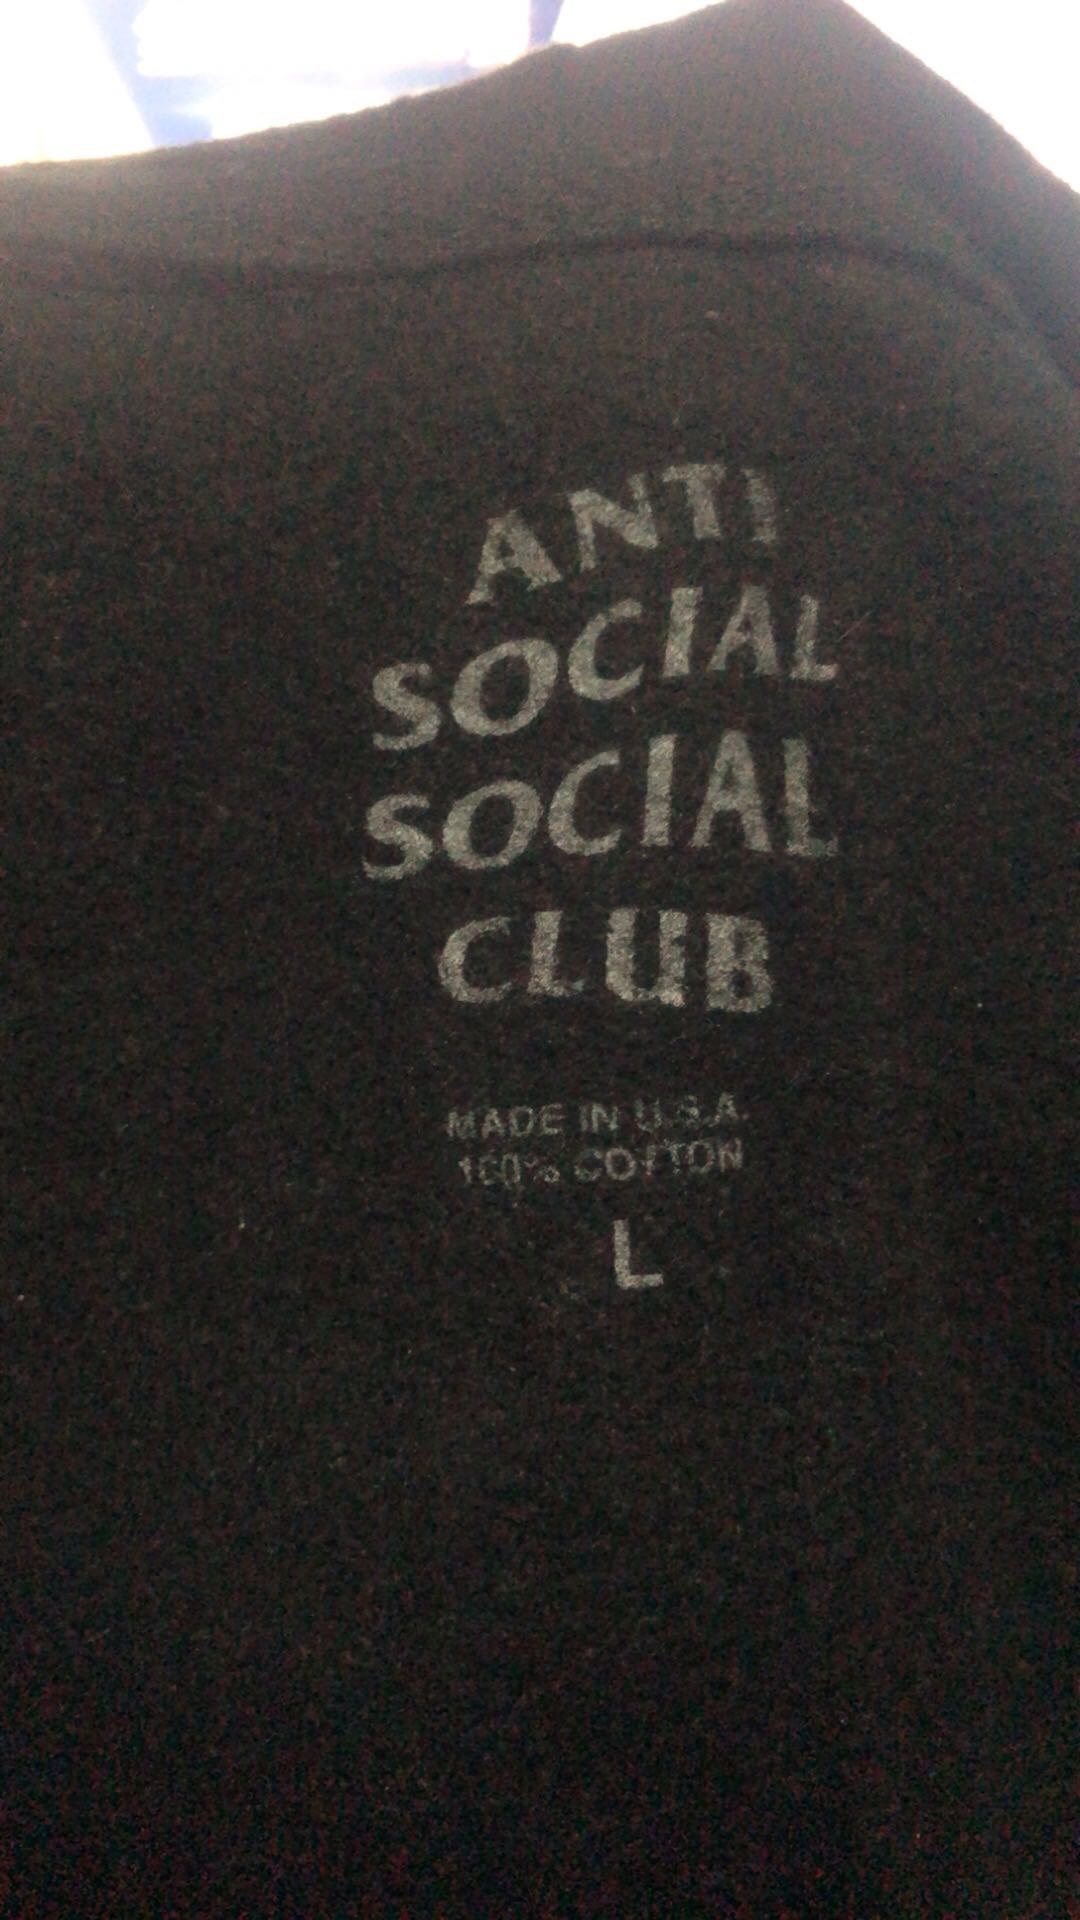 ANTI
SOCIAL
SOCIAL
CLUB
MADE IN U.S.A.
100% COTTON
L